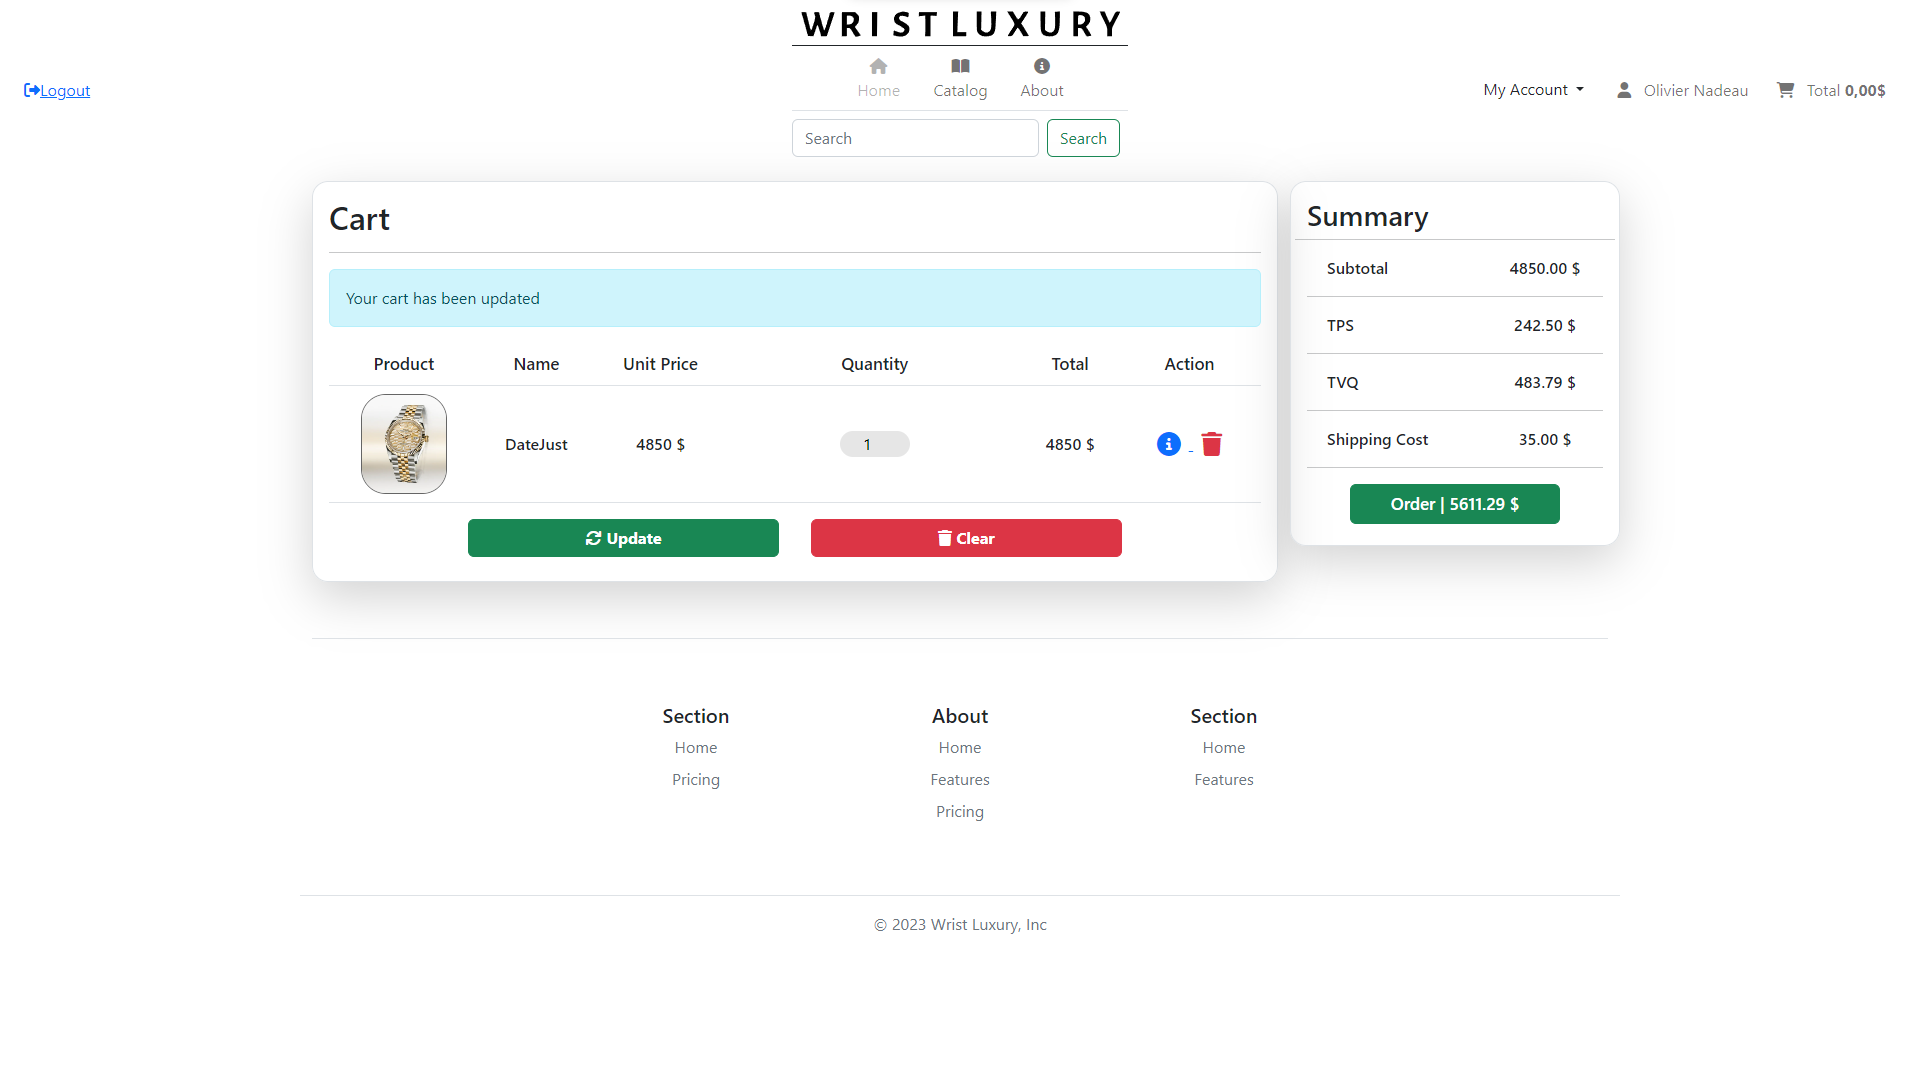 WRIST LUXURY
Logout
Home
Catalog
About
My Account
Olivier Nadeau
Total 0,00$
Search
Search
Cart
Your cart has been updated
Product Name Unit Price Quantity Total Action
DateJust 4850 $ 1 4850 $ -
Update
Clear
Summary
Subtotal 4850.00 $
TPS 242.50 $
TVQ 483.79 $
Shipping Cost 35.00 $
Order | 5611.29 $
Section
Home
Pricing
About
Home
Features
Pricing
Section
Home
Features
© 2023 Wrist Luxury, Inc